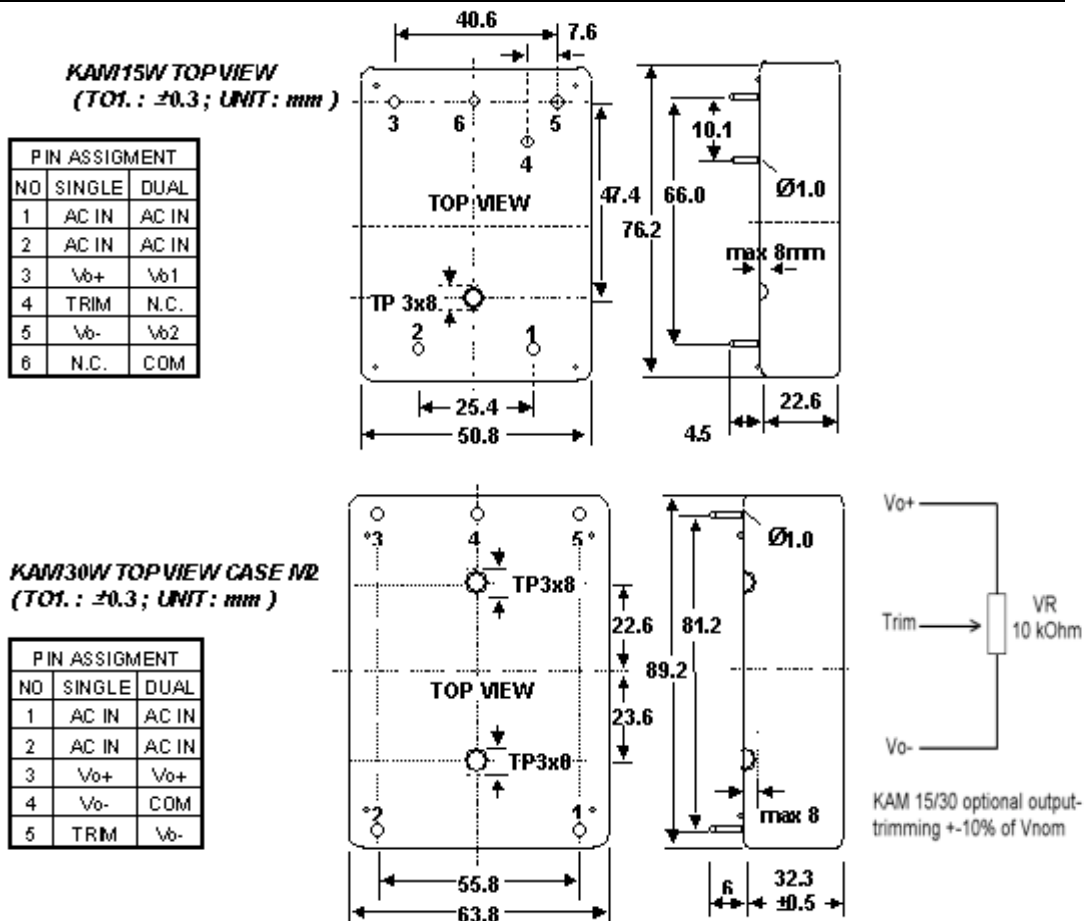 40.6
7.6
KAM15W TOP VIEW
(TO1. : ±0.3 ; UNIT : mm )
PIN ASSIGMENT
NO SINGLE DUAL
1 AC IN AC IN
2 AC IN AC IN
3 Vo+ Vo1
4 TRIM N.C.
5 Vo- Vo2
6 N.C. COM
3 6 5
4
TOP VIEW
TP 3x8
2 1
25.4
50.8
47.4
76.2
66.0
10.1
Ø1.0
max 8mm
4.5
22.6
KAM30W TOP VIEW CASE M2
(TO1. : ±0.3 ; UNIT : mm )
PIN ASSIGMENT
NO SINGLE DUAL
1 AC IN AC IN
2 AC IN AC IN
3 Vo+ Vo+
4 Vo- COM
5 TRIM Vo-
3 4 5
TP3x8
TOP VIEW
TP3x8
2 1
55.8
63.8
22.6
23.6
89.2
81.2
Ø1.0
max 8
6
32.3
±0.5
Vo+
Trim
VR
10 kOhm
Vo-
KAM 15/30 optional output-
trimming +-10% of Vnom